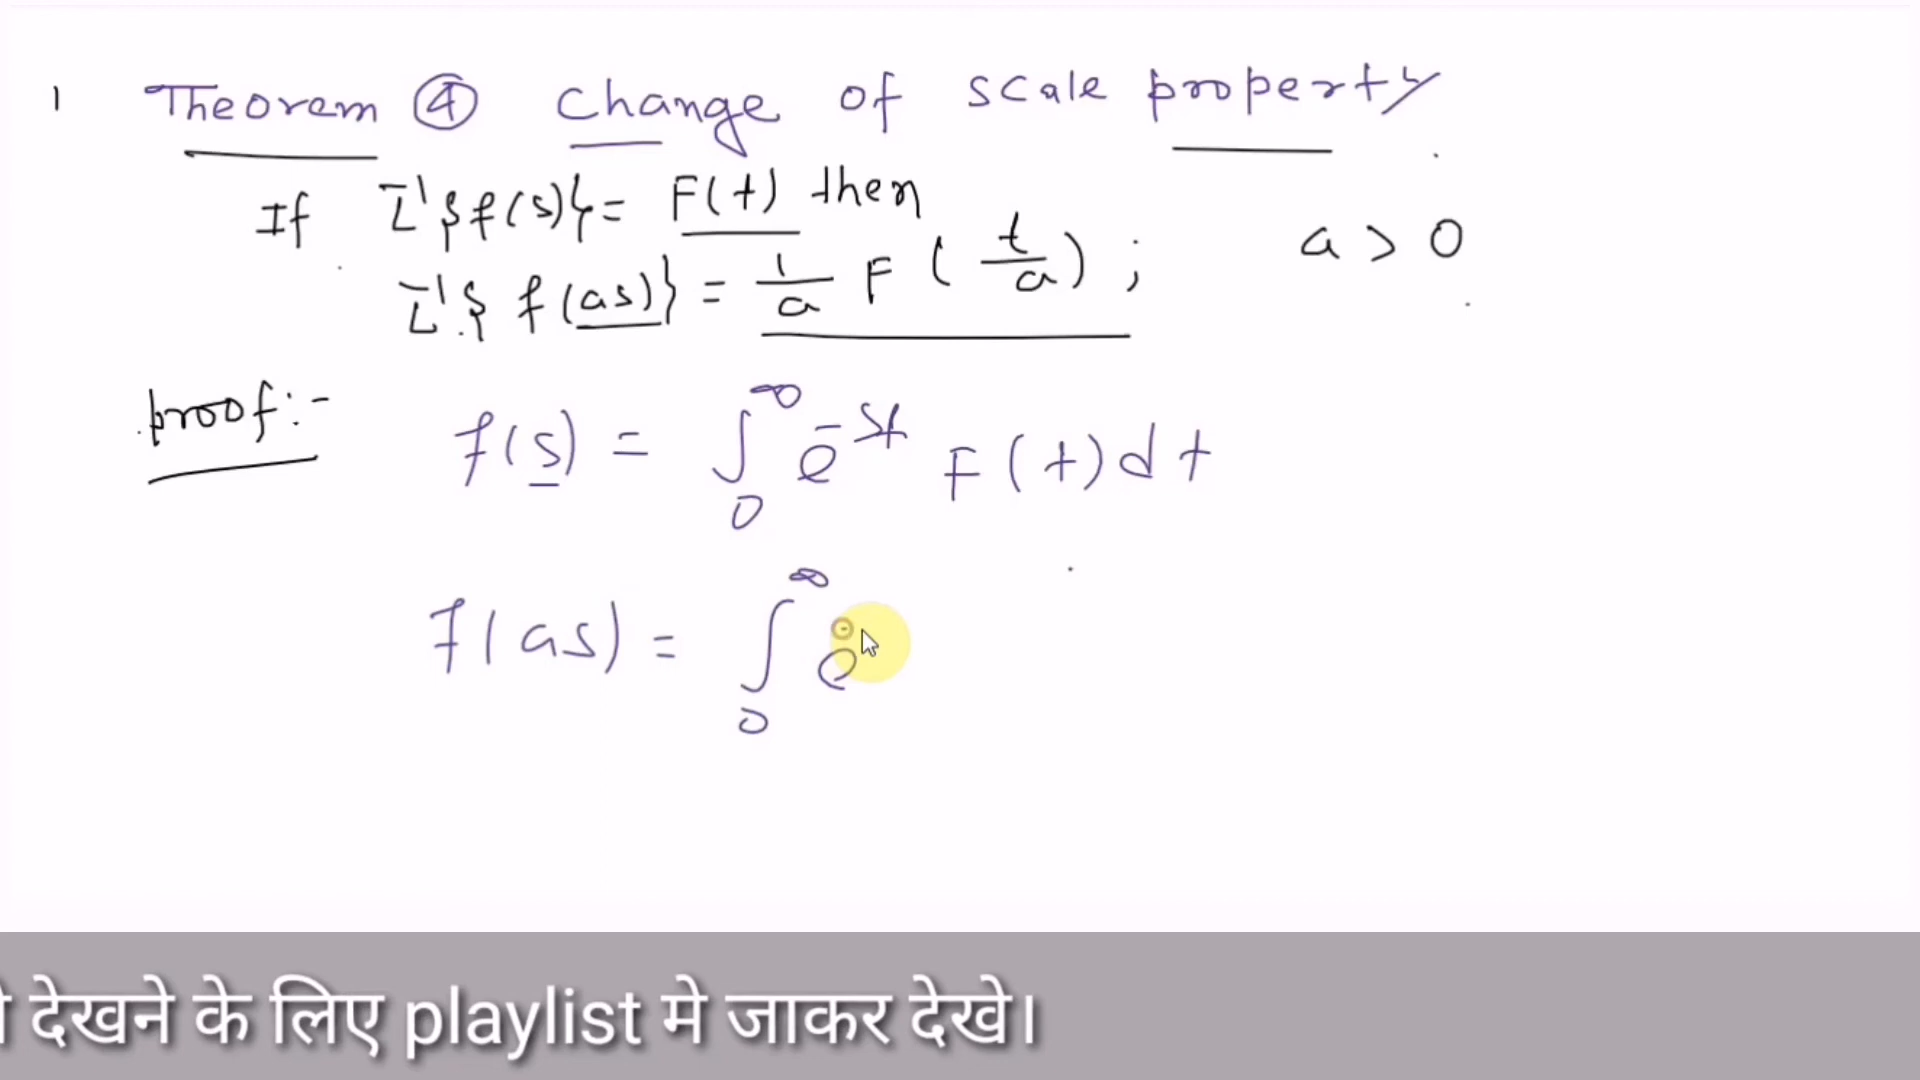 1 Theorem ④ Change of scale property
If L⁻¹{f(s)} = F(t) then
L⁻¹{f(as)} = 1/a F(t/a); a > 0
proof:-
f(s) = ∫₀^∞ e^-st F(t)dt
f(as) = ∫₀^∞ e^-
देखने के लिए playlist मे जाकर देखे।